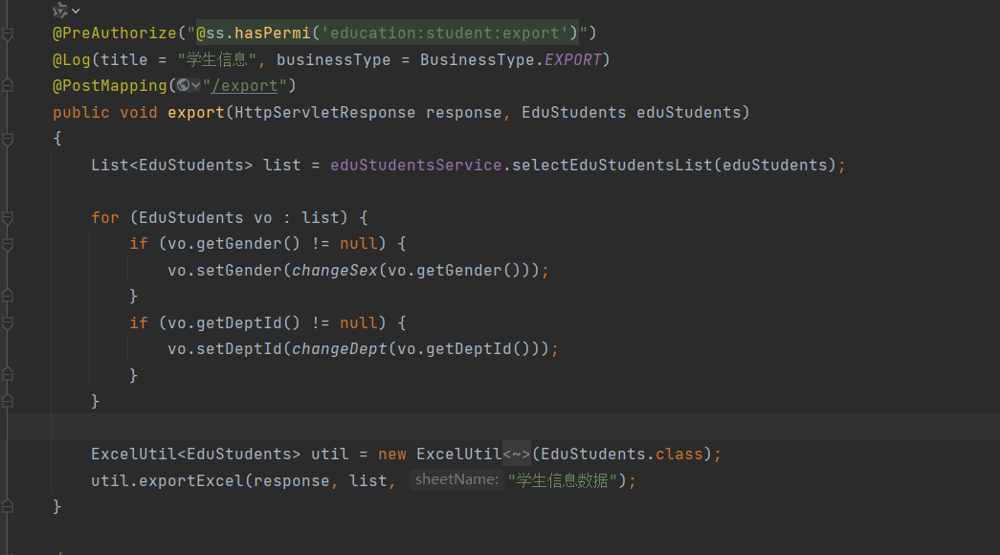 @PreAuthorize("@ss.hasPermi('education:student:export')")
@Log(title = "学生信息", businessType = BusinessType.EXPORT)
@PostMapping("/export")
public void export(HttpServletResponse response, EduStudents eduStudents)
{
    List<EduStudents> list = eduStudentsService.selectEduStudentsList(eduStudents);
    for (EduStudents vo : list) {
        if (vo.getGender() != null) {
            vo.setGender(changeSex(vo.getGender()));
        }
        if (vo.getDeptId() != null) {
            vo.setDeptId(changeDept(vo.getDeptId()));
        }
    }
    ExcelUtil<EduStudents> util = new ExcelUtil<~>(EduStudents.class);
    util.exportExcel(response, list, sheetName: "学生信息数据");
}